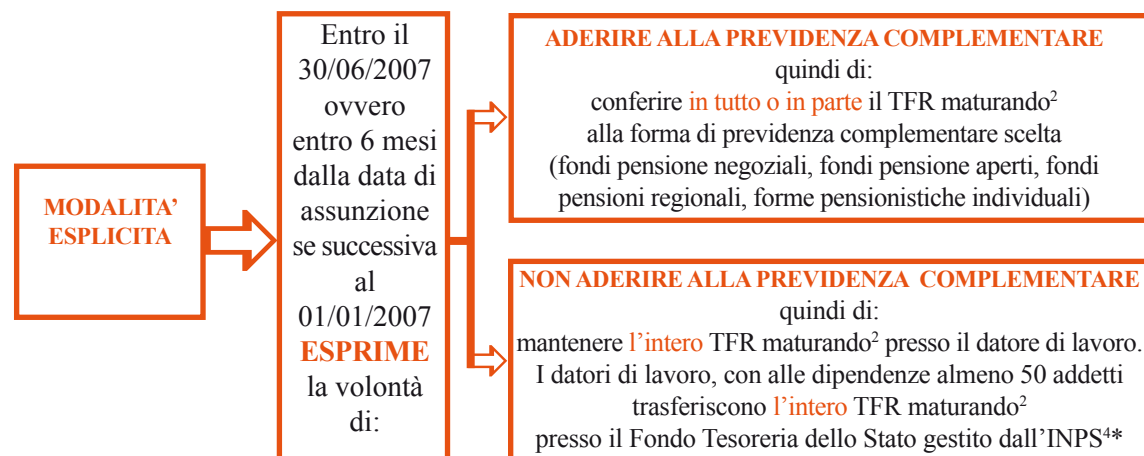 MODALITA’
ESPLICITA
Entro il
30/06/2007
ovvero
entro 6 mesi
dalla data di
assunzione
se successiva
al
01/01/2007
ESPRIME
la volontà
di:
ADERIRE ALLA PREVIDENZA COMPLEMENTARE
quindi di:
conferire in tutto o in parte il TFR maturando²
alla forma di previdenza complementare scelta
(fondi pensione negoziali, fondi pensione aperti, fondi
pensioni regionali, forme pensionistiche individuali)
NON ADERIRE ALLA PREVIDENZA COMPLEMENTARE
quindi di:
mantenere l’intero TFR maturando² presso il datore di lavoro.
I datori di lavoro, con alle dipendenze almeno 50 addetti
trasferiscono l’intero TFR maturando²
presso il Fondo Tesoreria dello Stato gestito dall’INPS⁴*